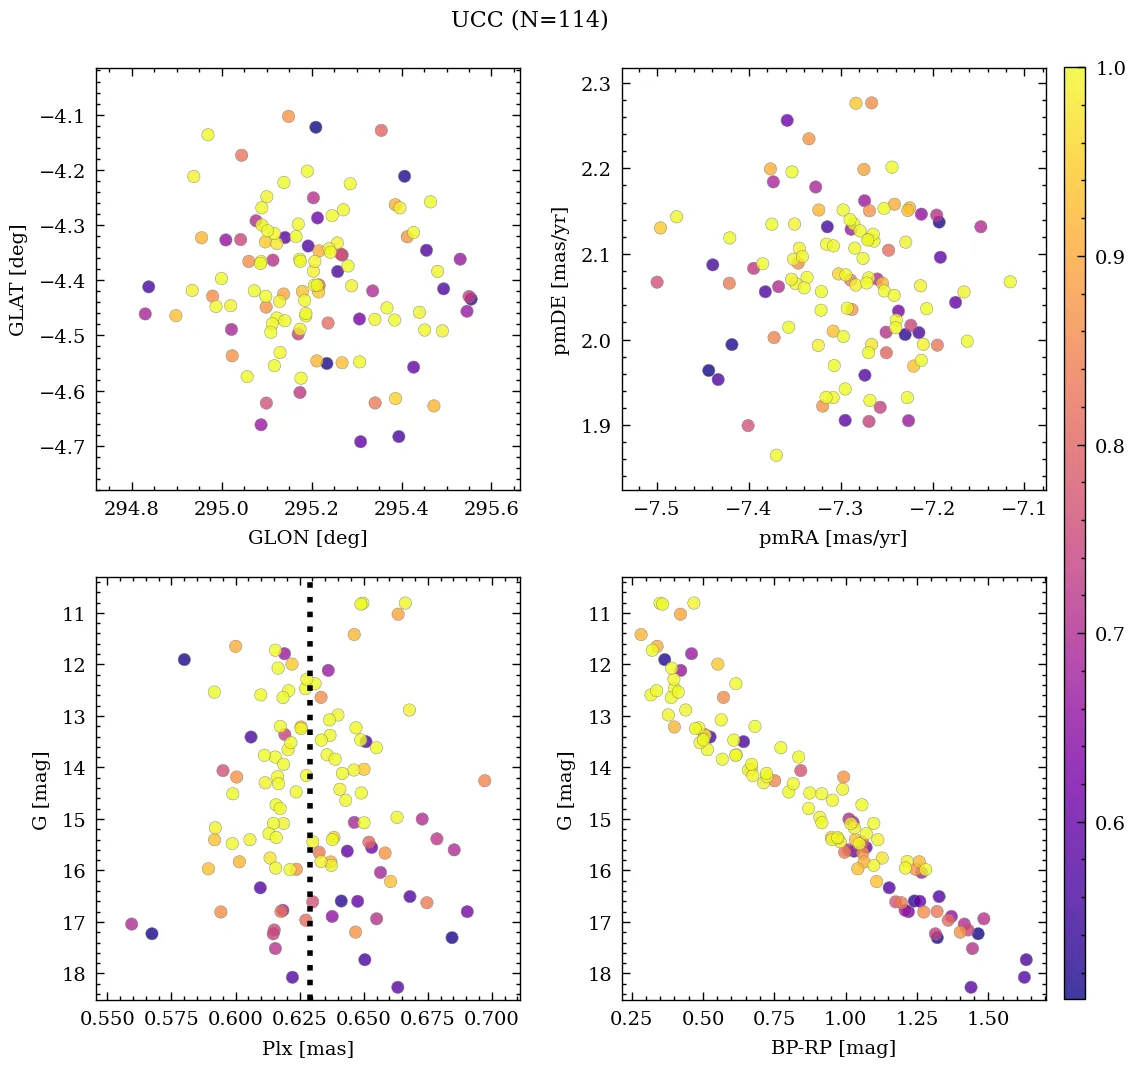 UCC (N=114)
−4.1
−4.2
−4.3
−4.4
−4.5
−4.6
−4.7
GLAT [deg]
294.8 295.0 295.2 295.4 295.6
GLON [deg]
2.3
2.2
2.1
2.0
1.9
pmDE [mas/yr]
−7.5 −7.4 −7.3 −7.2 −7.1
pmRA [mas/yr]
1.0
0.9
0.8
0.7
0.6
11
12
13
14
15
16
17
18
G [mag]
0.550 0.575 0.600 0.625 0.650 0.675 0.700
Plx [mas]
11
12
13
14
15
16
17
18
G [mag]
0.25 0.50 0.75 1.00 1.25 1.50
BP-RP [mag]